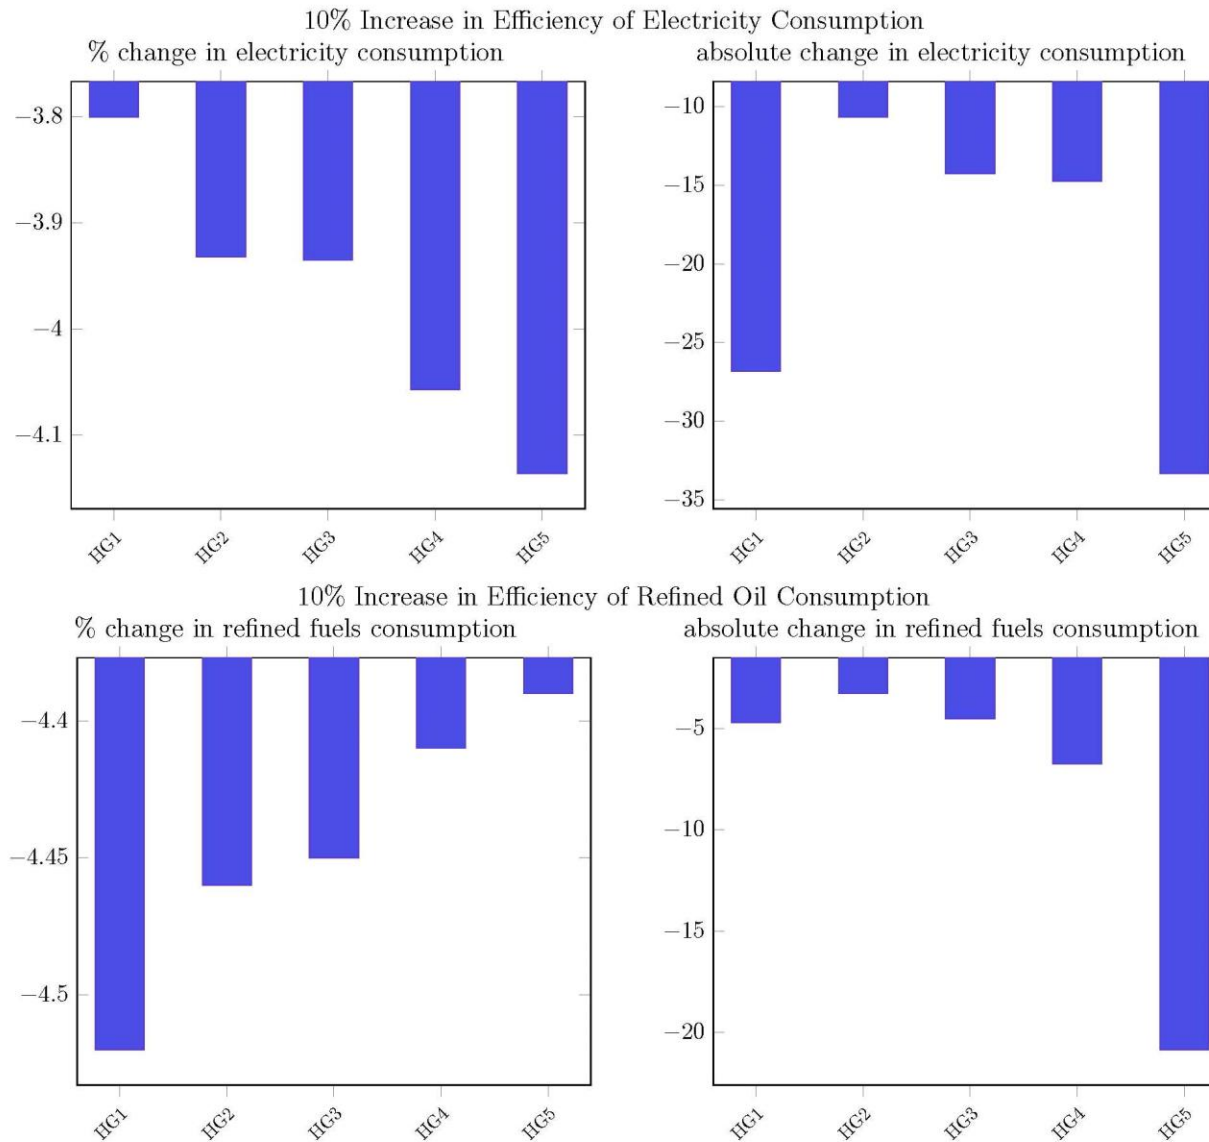 10% Increase in Efficiency of Electricity Consumption
% change in electricity consumption
absolute change in electricity consumption
−3.8
−3.9
−4
−4.1
HG1 HG2 HG3 HG4 HG5
−10
−15
−20
−25
−30
−35
HG1 HG2 HG3 HG4 HG5
10% Increase in Efficiency of Refined Oil Consumption
% change in refined fuels consumption
absolute change in refined fuels consumption
−4.4
−4.45
−4.5
HG1 HG2 HG3 HG4 HG5
−5
−10
−15
−20
HG1 HG2 HG3 HG4 HG5